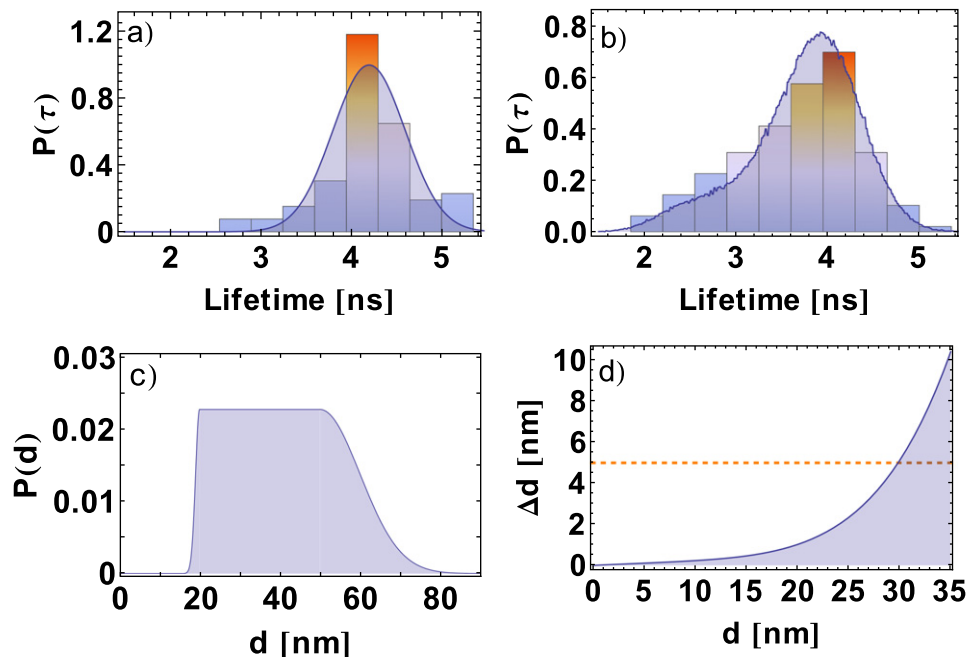 a)
P(τ)
1.2
0.8
0.4
0
2 3 4 5
Lifetime [ns]
b)
P(τ)
0.8
0.6
0.4
0.2
0.0
2 3 4 5
Lifetime [ns]
c)
P(d)
0.03
0.02
0.01
0
0 20 40 60 80
d [nm]
d)
Δd [nm]
10
8
6
4
2
0
0 5 10 15 20 25 30 35
d [nm]